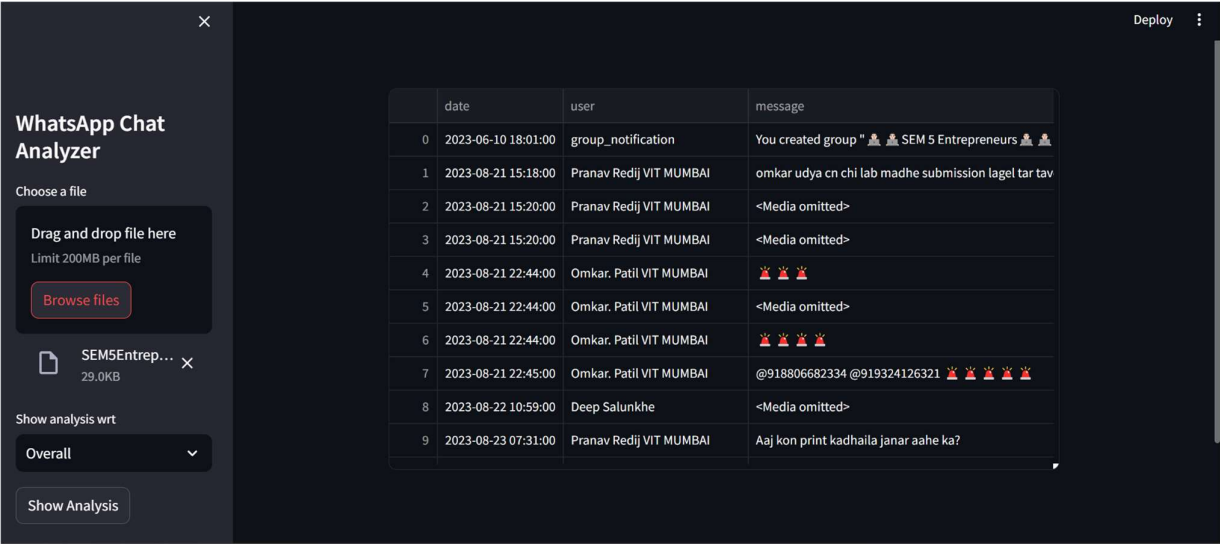 Deploy
WhatsApp Chat
Analyzer
Choose a file
Drag and drop file here
Limit 200MB per file
Browse files
SEM5Entrep...
29.0KB
Show analysis wrt
Overall
Show Analysis
date user message
0 2023-06-10 18:01:00 group_notification You created group " SEM 5 Entrepreneurs
1 2023-08-21 15:18:00 Pranav Redij VIT MUMBAI omkar udya cn chi lab madhe submission lagel tar tav
2 2023-08-21 15:20:00 Pranav Redij VIT MUMBAI <Media omitted>
3 2023-08-21 15:20:00 Pranav Redij VIT MUMBAI <Media omitted>
4 2023-08-21 22:44:00 Omkar. Patil VIT MUMBAI 🚨 🚨 🚨
5 2023-08-21 22:44:00 Omkar. Patil VIT MUMBAI <Media omitted>
6 2023-08-21 22:44:00 Omkar. Patil VIT MUMBAI 🚨 🚨 🚨 🚨
7 2023-08-21 22:45:00 Omkar. Patil VIT MUMBAI @918806682334 @919324126321 🚨 🚨 🚨 🚨 🚨
8 2023-08-22 10:59:00 Deep Salunkhe <Media omitted>
9 2023-08-23 07:31:00 Pranav Redij VIT MUMBAI Aaj kon print kadhaila janar aahe ka?